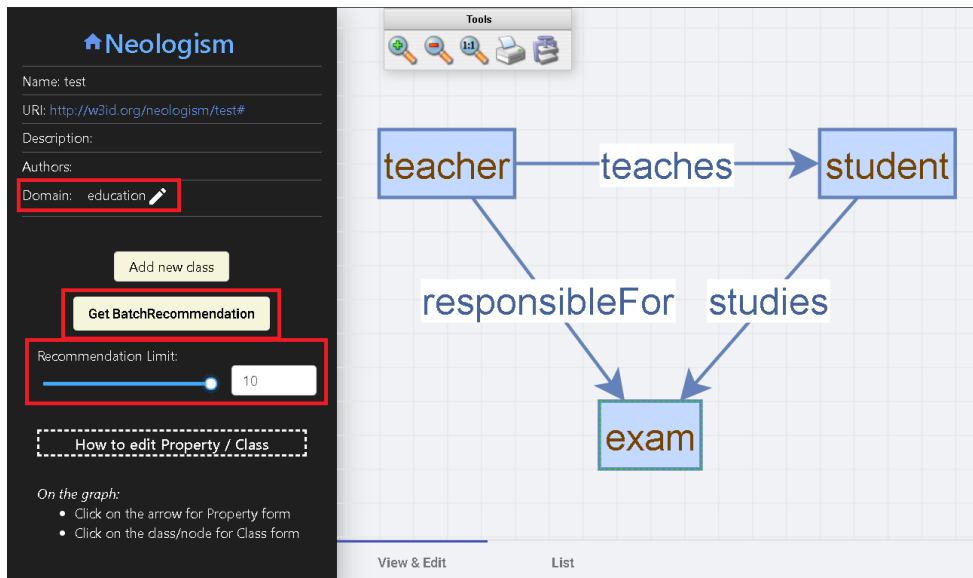 Neologism
Name: test
URI: http://w3id.org/neologism/test#
Description:
Authors:
Domain: education
Add new class
Get BatchRecommendation
Recommendation Limit:
10
How to edit Property / Class
On the graph:
• Click on the arrow for Property form
• Click on the class/node for Class form
Tools
1:1
teacher
teaches
student
responsibleFor
studies
exam
View & Edit
List